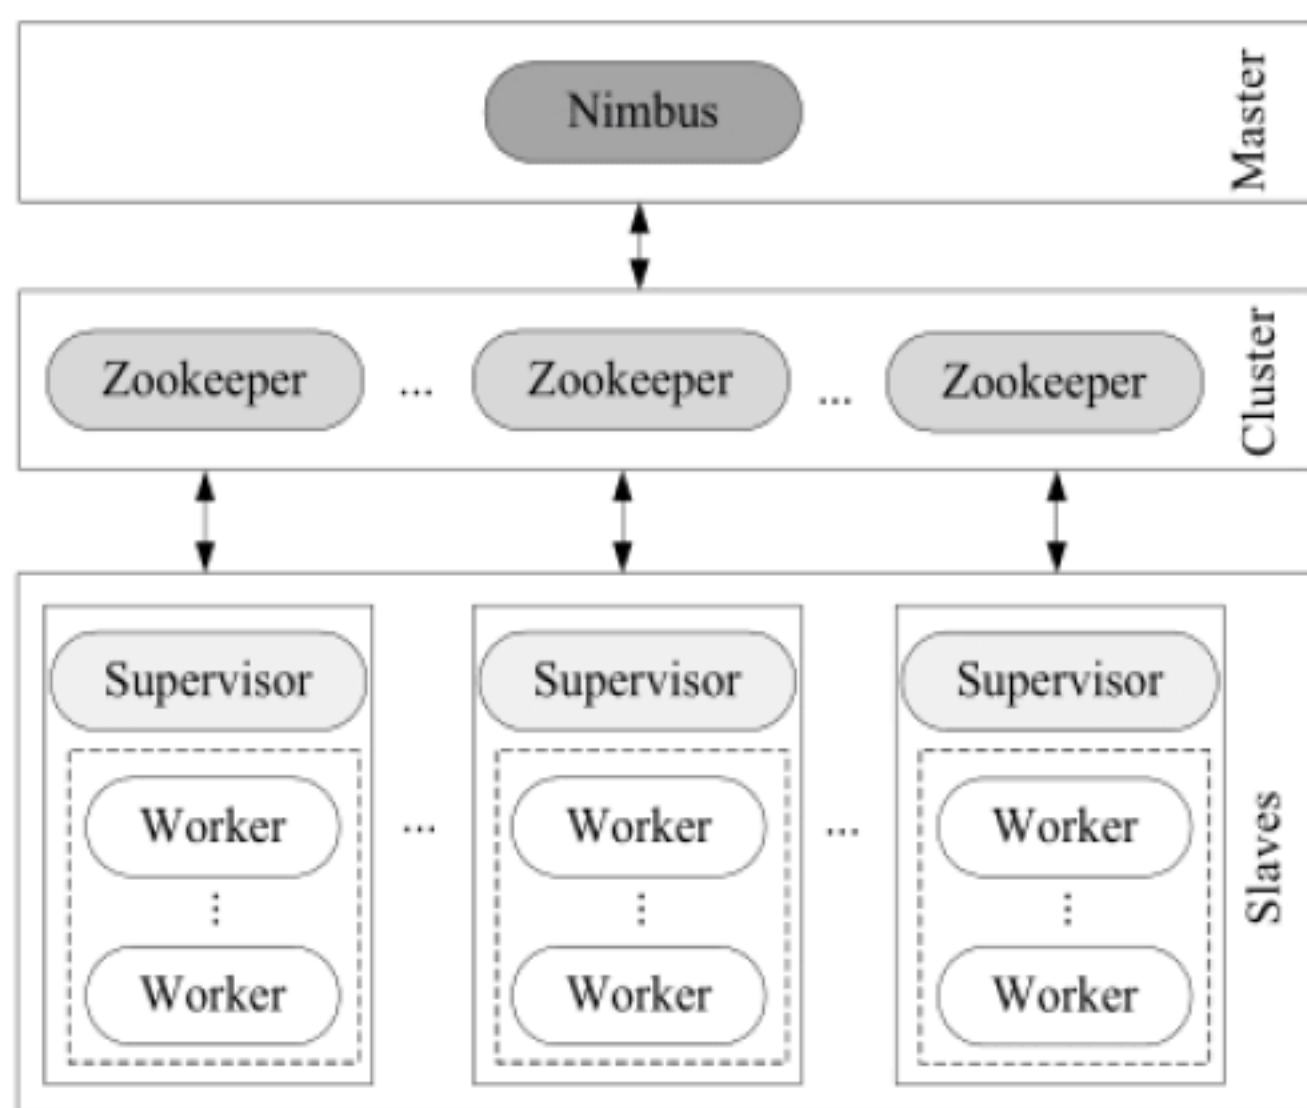 Nimbus
Master
Zookeeper ... Zookeeper ... Zookeeper
Cluster
Supervisor Supervisor Supervisor
Worker ... Worker ... Worker
⋮ ⋮ ⋮
Worker Worker Worker
Slaves